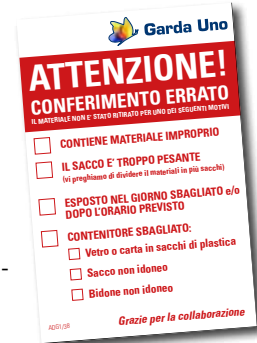 Garda Uno
ATTENZIONE!
CONFERIMENTO ERRATO
IL MATERIALE NON E' STATO RITIRATO PER UNO DEI SEGUENTI MOTIVI
CONTIENE MATERIALE IMPROPRIO
IL SACCO E' TROPPO PESANTE
(vi preghiamo di dividere il materiali in più sacchi)
ESPOSTO NEL GIORNO SBAGLIATO e/o
DOPO L'ORARIO PREVISTO
CONTENITORE SBAGLIATO:
Vetro o carta in sacchi di plastica
Sacco non idoneo
Bidone non idoneo
Grazie per la collaborazione
-